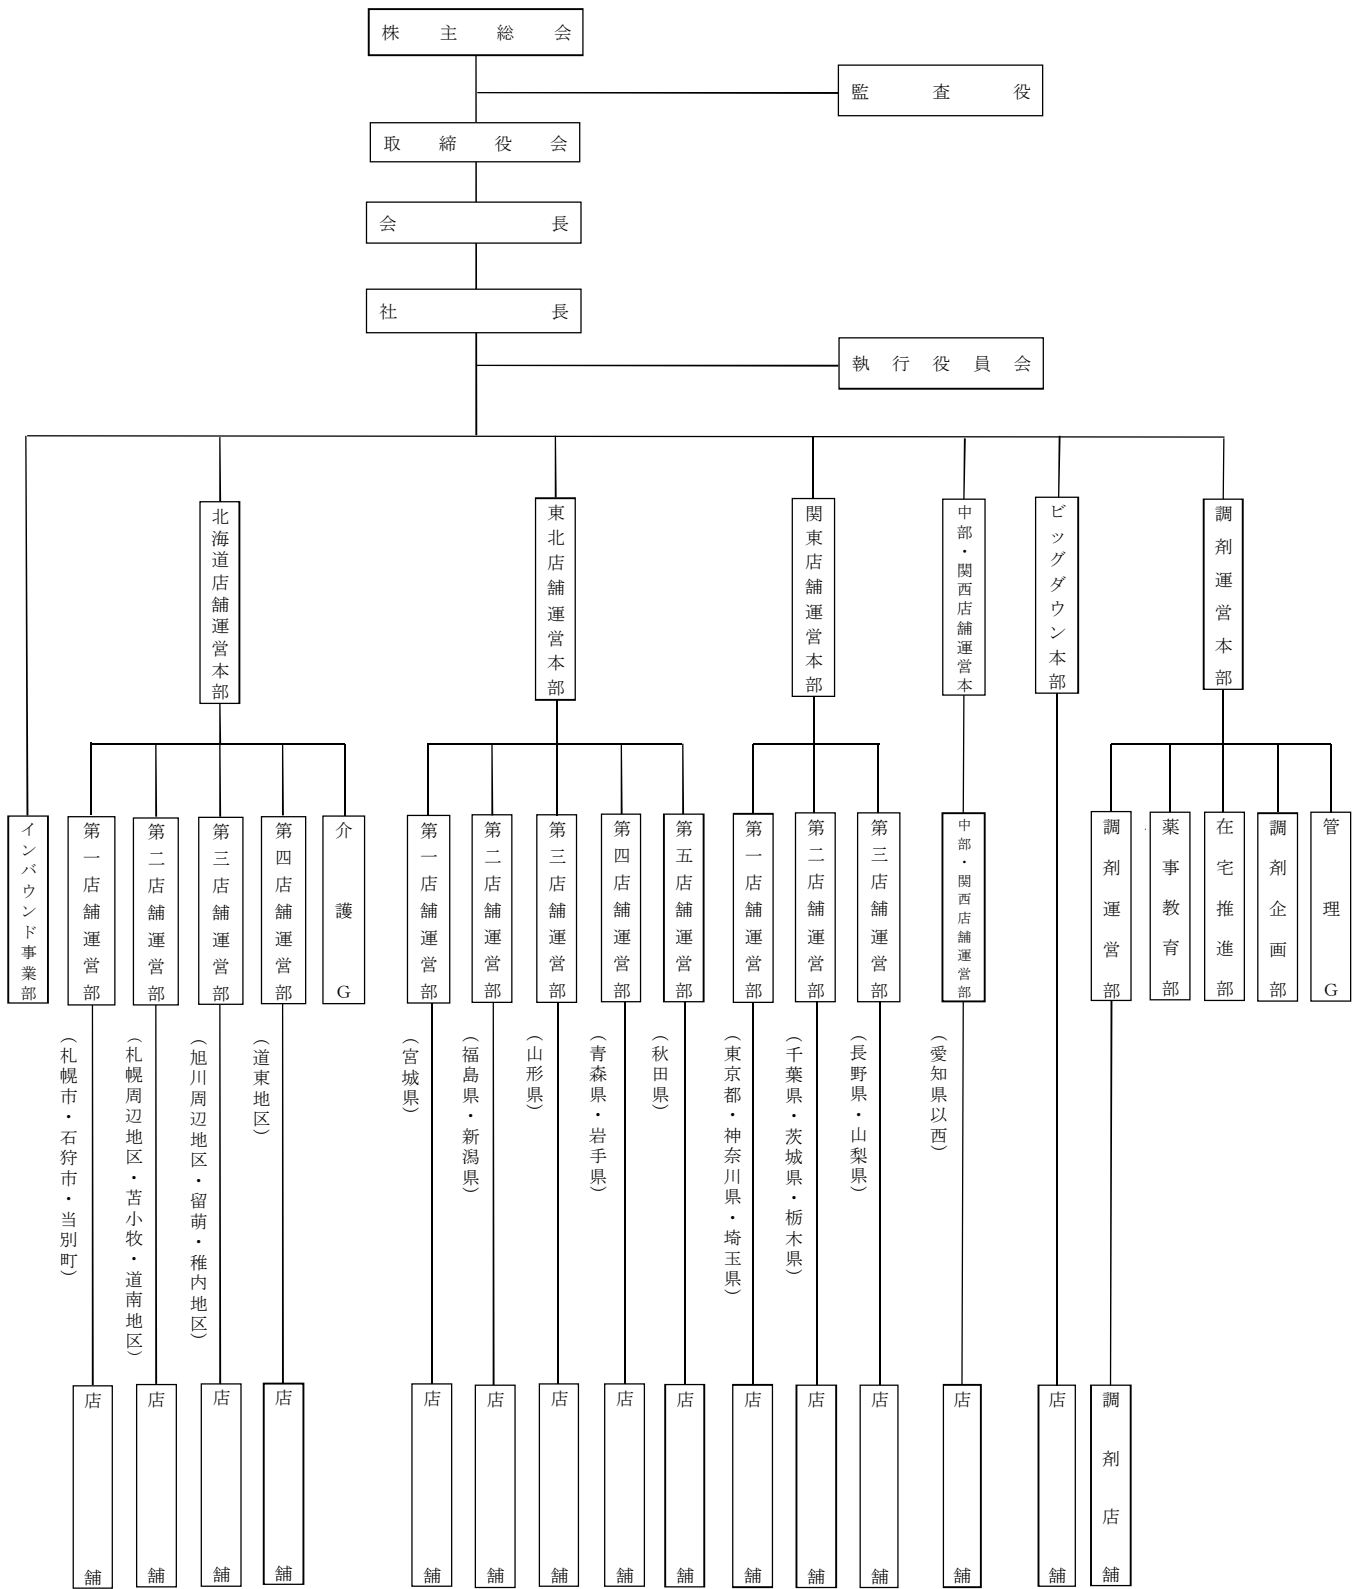 株主総会
監査役
取締役会
会長
社長
執行役員会
北海道店舗運営本部
東北店舗運営本部
関東店舗運営本部
中部・関西店舗運営本
ビッグダウン本部
調剤運営本部
インバウンド事業部
第一店舗運営部
第二店舗運営部
第三店舗運営部
第四店舗運営部
介護G
第一店舗運営部
第二店舗運営部
第三店舗運営部
第四店舗運営部
第五店舗運営部
第一店舗運営部
第二店舗運営部
第三店舗運営部
中部・関西店舗運営部
調剤運営部
薬事教育部
在宅推進部
調剤企画部
管理G
（札幌市・石狩市・当別町）
（札幌周辺地区・苫小牧・道南地区）
（旭川周辺地区・留萌・稚内地区）
（道東地区）
（宮城県）
（福島県・新潟県）
（山形県）
（青森県・岩手県）
（秋田県）
（東京都・神奈川県・埼玉県）
（千葉県・茨城県・栃木県）
（長野県・山梨県）
（愛知県以西）
店舗
店舗
店舗
店舗
店舗
店舗
店舗
店舗
店舗
店舗
店舗
店舗
店舗
店舗
調剤店舗